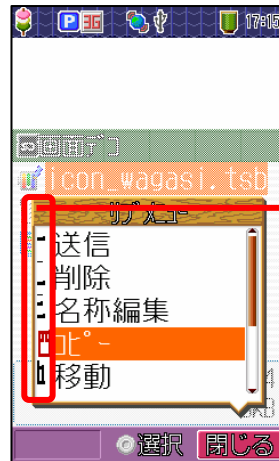 P 3G 17:15
画面ﾃﾞｺ
icon_wagasi.tsb
ｻﾌﾞﾒﾆｭｰ
送信
削除
名称編集
ｺﾋﾟｰ
移動
選択 閉じる